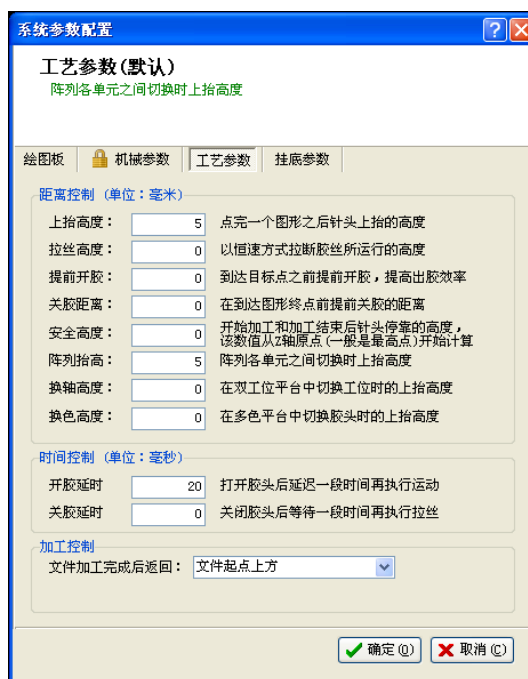 系统参数配置
工艺参数(默认)
阵列各单元之间切换时上抬高度
绘图板 机械参数 工艺参数 挂底参数
距离控制 (单位：毫米)
上抬高度： 5 点完一个图形之后针头上抬的高度
拉丝高度： 0 以恒速方式拉断胶丝所运行的高度
提前开胶： 0 到达目标点之前提前开胶，提高出胶效率
关胶距离： 0 在到达图形终点前提前关胶的距离
安全高度： 0 开始加工和加工结束后针头停靠的高度，
该数值从Z轴原点(一般是最高点)开始计算
阵列抬高： 5 阵列各单元之间切换时上抬高度
换轴高度： 0 在双工位平台中切换工位时的上抬高度
换色高度： 0 在多色平台中切换胶头时的上抬高度
时间控制 (单位：毫秒)
开胶延时 20 打开胶头后延迟一段时间再执行运动
关胶延时 0 关闭胶头后等待一段时间再执行拉丝
加工控制
文件加工完成后返回： 文件起点上方
确定(O) 取消(C)